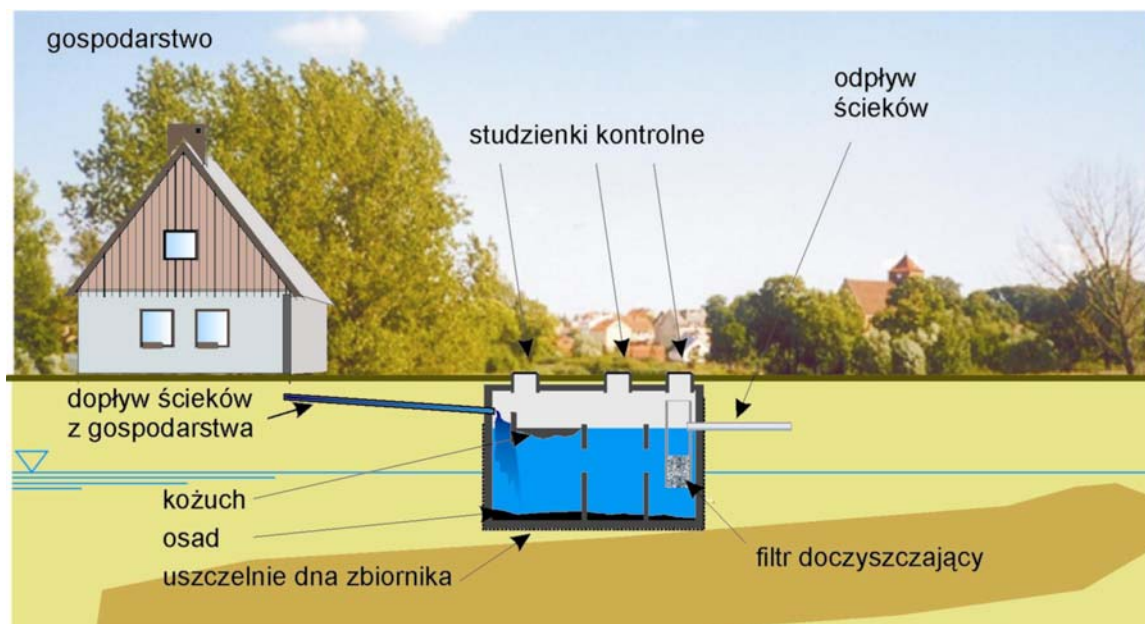 gospodarstwo
odpływ
ścieków
studzienki kontrolne
dopływ ścieków
z gospodarstwa
kożuch
osad
uszczelnie dna zbiornika
filtr doczyszczający